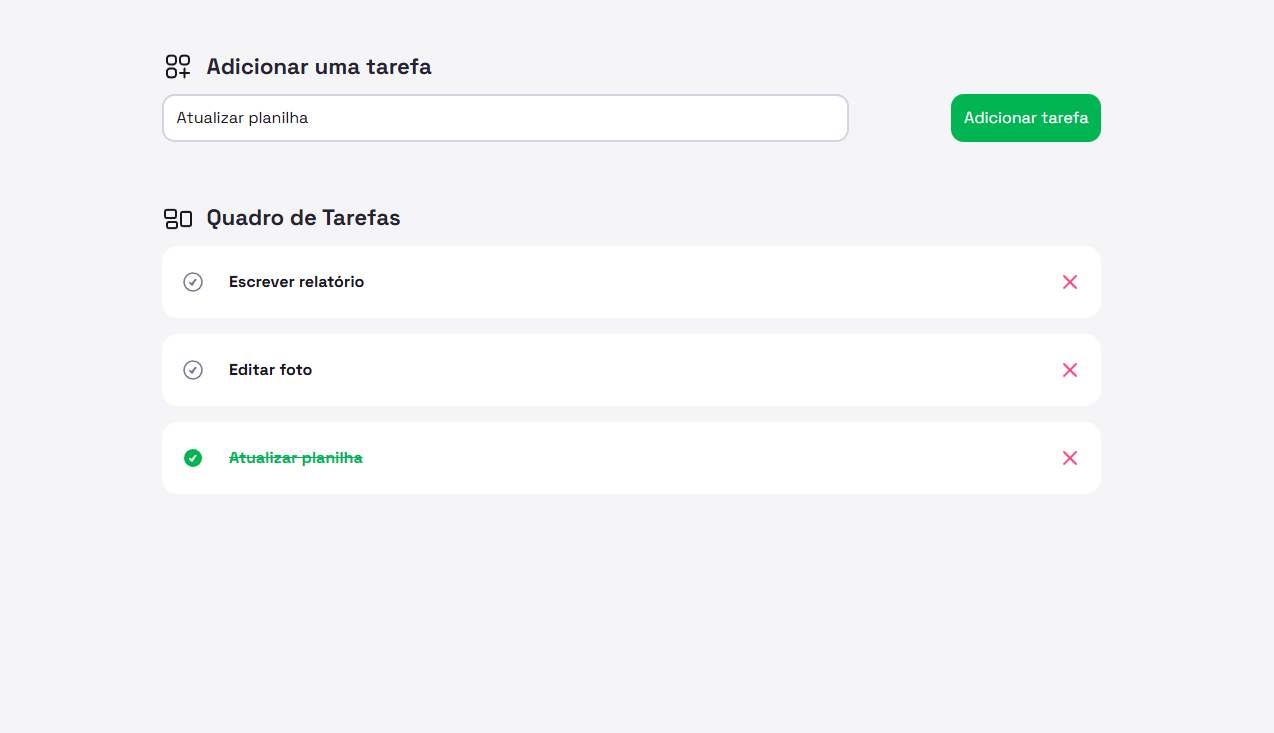 Adicionar uma tarefa
Atualizar planilha
Adicionar tarefa
Quadro de Tarefas
Escrever relatório
Editar foto
Atualizar planilha